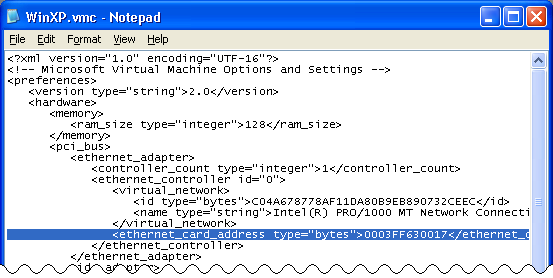 WinXP.vmc - Notepad
File Edit Format View Help
<?xml version="1.0" encoding="UTF-16"?>
<!-- Microsoft Virtual Machine Options and Settings -->
<preferences>
<version type="string">2.0</version>
<hardware>
<memory>
<ram_size type="integer">128</ram_size>
</memory>
<pci_bus>
<ethernet_adapter>
<controller_count type="integer">1</controller_count>
<ethernet_controller id="0">
<virtual_network>
<id type="bytes">C04A678778AF11DA80B9EB890732CEEC</id>
<name type="string">Intel(R) PRO/1000 MT Network Connecti
</virtual_network>
<ethernet_card_address type="bytes">0003FF630017</ethernet_c
</ethernet_controller>
</ethernet_adapter>